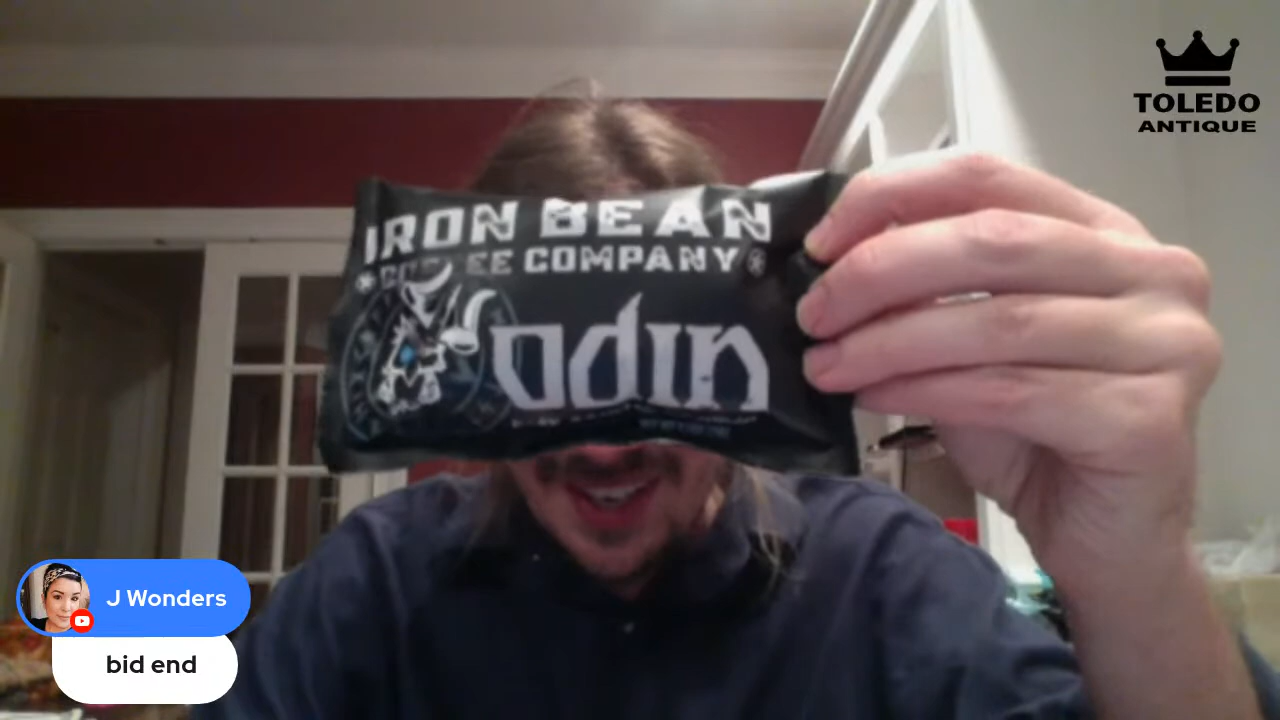 IRON BEAN
COFFEE COMPANY
odin
TOLEDO
ANTIQUE
J Wonders
bid end